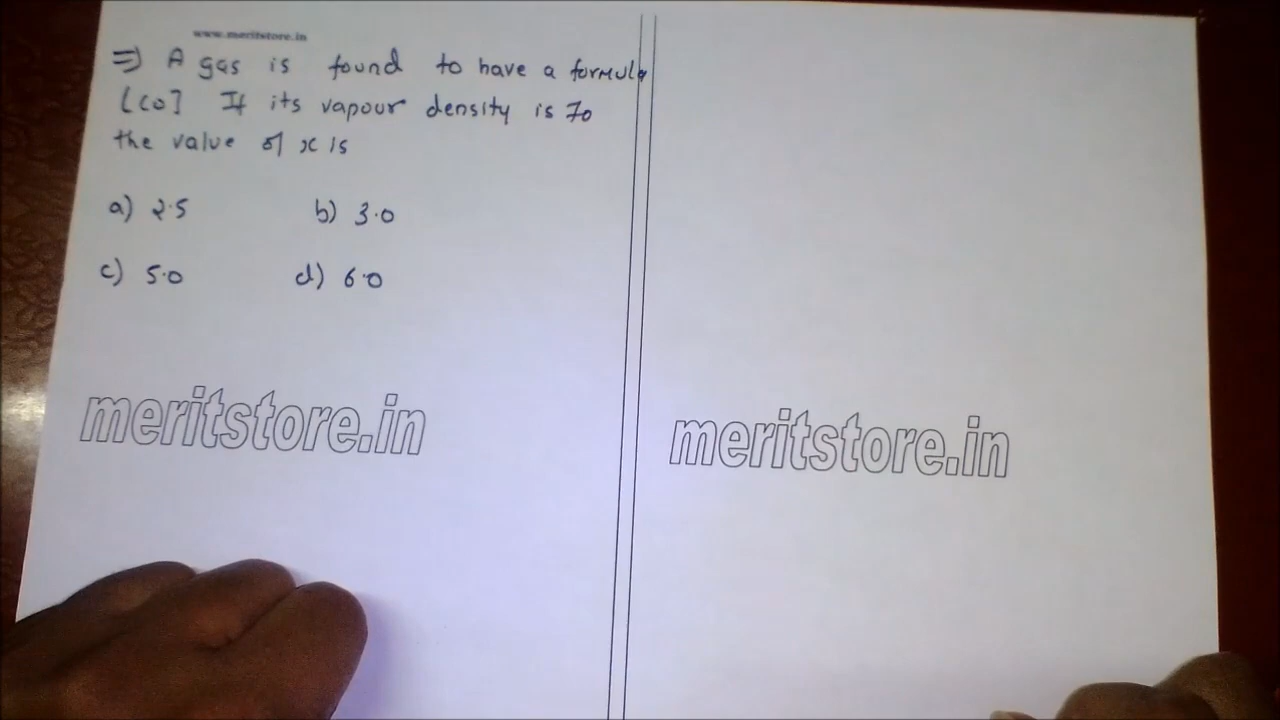 www.meritstore.in
⇒) A gas is found to have a formula
[CO] If its vapour density is 70
the value of x is
a) 2.5 b) 3.0
c) 5.0 d) 6.0
meritstore.in meritstore.in